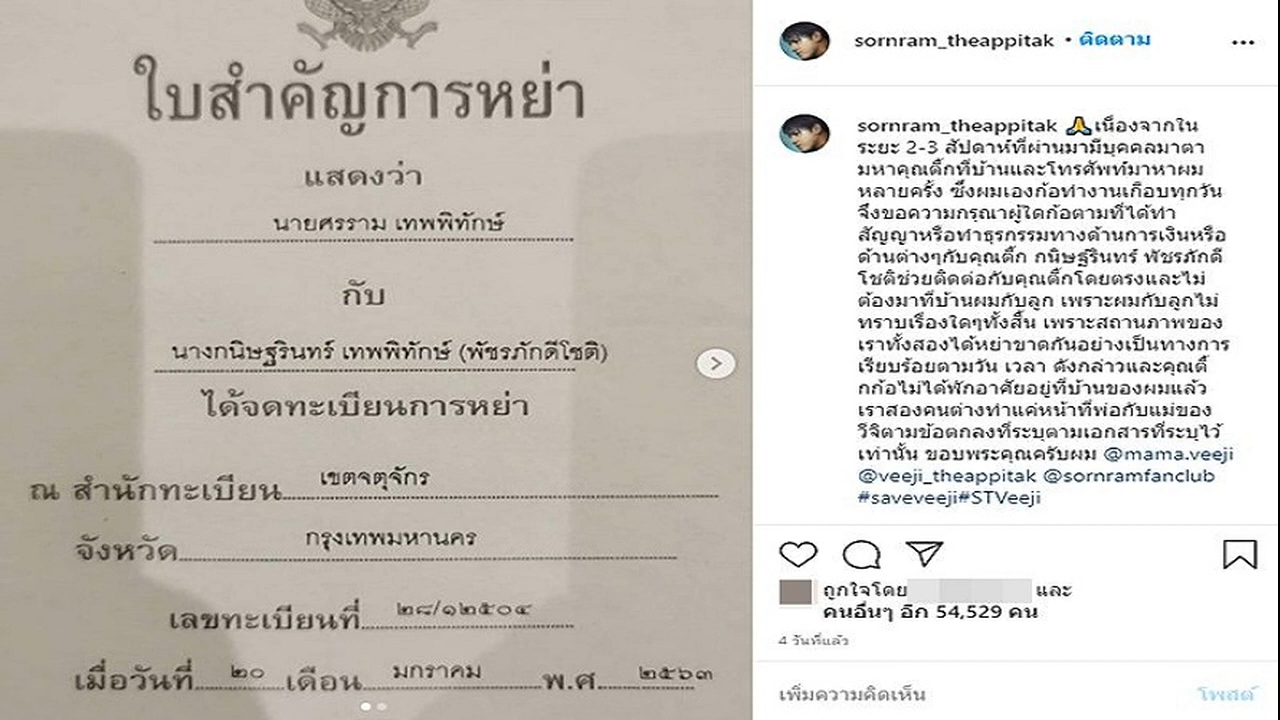 ใบสำคัญการหย่า
แสดงว่า
นายศรราม เทพพิทักษ์
กับ
นางกนิษฐรินทร์ เทพพิทักษ์ (พัชรภักดีโชติ)
ได้จดทะเบียนการหย่า
ณ สำนักทะเบียน เขตจตุจักร
จังหวัด กรุงเทพมหานคร
เลขทะเบียนที่ ๒๘/๑๒๕๐๔
เมื่อวันที่ ๒๐ เดือน มกราคม พ.ศ. ๒๕๖๓
sornram_theappitak • ติดตาม
sornram_theappitak 🙏เนื่องจากใน
ระยะ 2-3 สัปดาห์ที่ผ่านมามีบุคคลมาตา
มหาคุณติ๊กที่บ้านและโทรศัพท์มาหาผม
หลายครั้ง ซึ่งผมเองก้อทำงานเกือบทุกวัน
จึงขอความกรุณาผู้ใดก้อตามที่ได้ทำ
สัญญาหรือทำธุรกรรมทางด้านการเงินหรือ
ด้านต่างๆกับคุณติ๊ก กนิษฐรินทร์ พัชรภักดี
โชติช่วยติดต่อกับคุณติ๊กโดยตรงและไม่
ต้องมาที่บ้านผมกับลูก เพราะผมกับลูกไม่
ทราบเรื่องใดๆทั้งสิ้น เพราะสถานภาพของ
เราทั้งสองได้หย่าขาดกันอย่างเป็นทางการ
เรียบร้อยตามวัน เวลา ดังกล่าวและคุณติ๊
กก้อไม่ได้พักอาศัยอยู่ที่บ้านของผมแล้ว
เราสองคนต่างทำแค่หน้าที่พ่อกับแม่ของ
วีจิตามข้อตกลงที่ระบุตามเอกสารที่ระบุไว้
เท่านั้น ขอบพระคุณครับผม @mama.veeji
@veeji_theappitak @sornramfanclub
#saveveeji#STVeeji
ถูกใจโดย และ
คนอื่นๆ อีก 54,529 คน
4 วันที่แล้ว
เพิ่มความคิดเห็น โพสต์